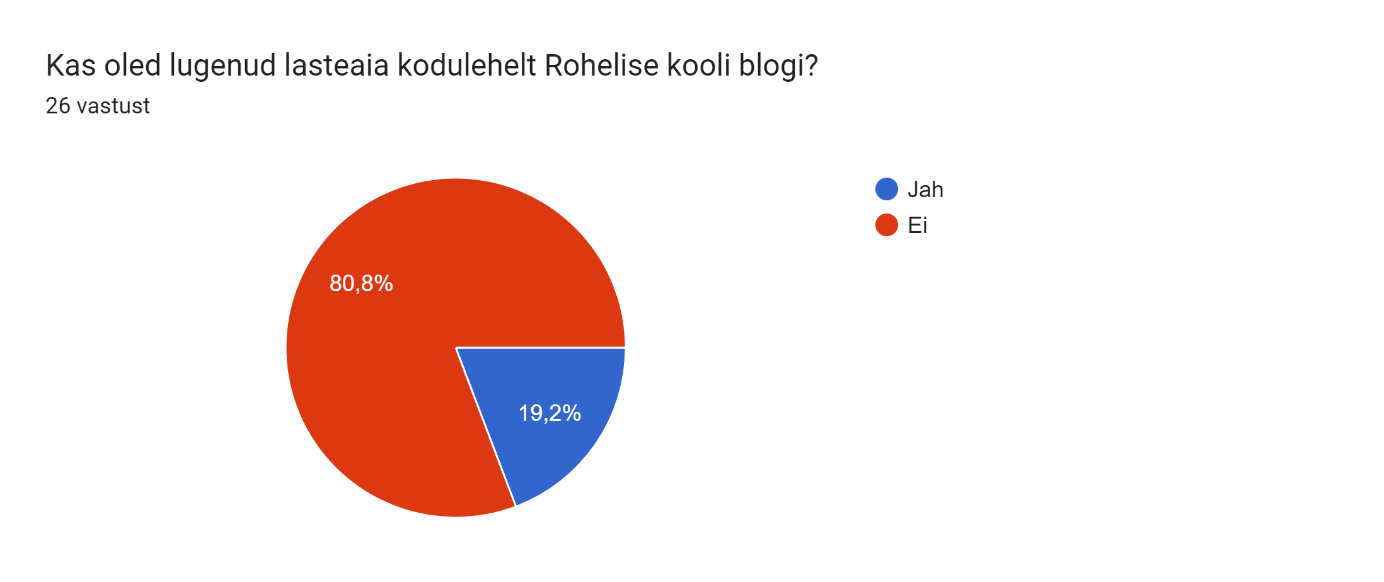 Kas oled lugenud lasteaia kodulehelt Rohelise kooli blogi?
26 vastust
Jah
Ei
80,8%
19,2%